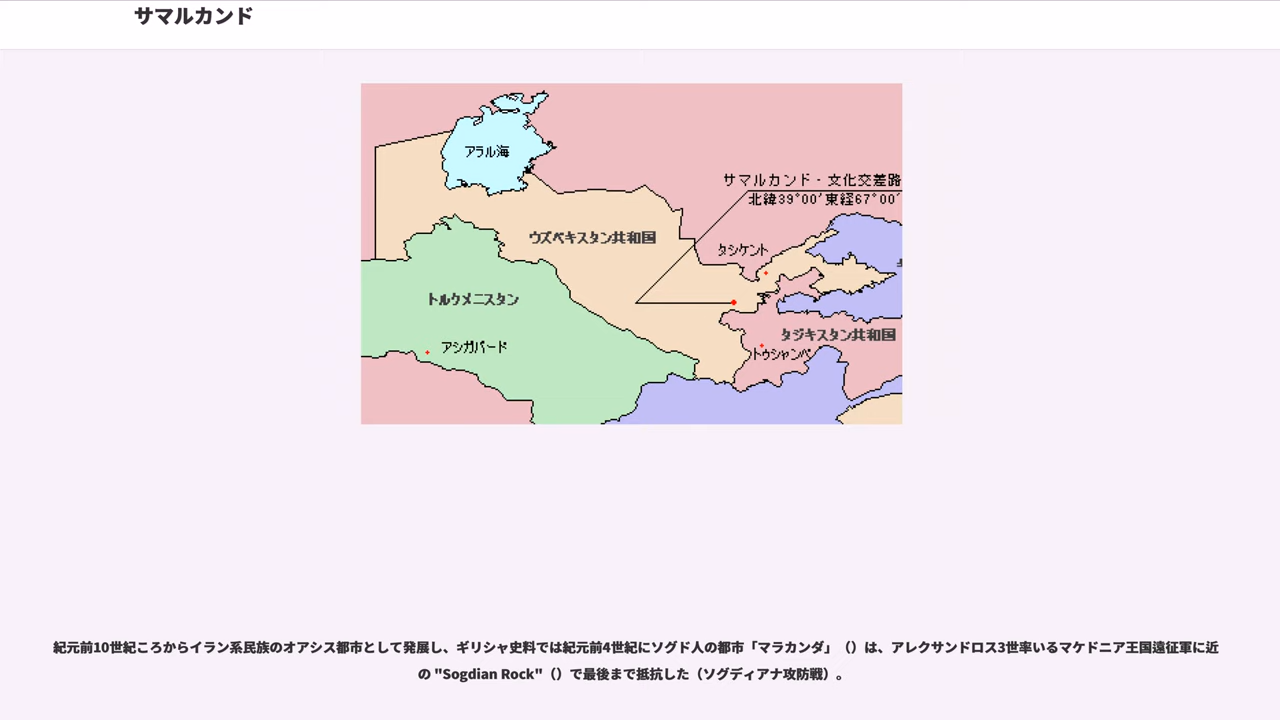 サマルカンド
アラル海
サマルカンド・文化交差路
北緯39°00′東経67°00′
ウズベキスタン共和国
タシケント
トルクメニスタン
タジキスタン共和国
アシガバード
トゥシャンベ
紀元前10世紀ころからイラン系民族のオアシス都市として発展し、ギリシャ史料では紀元前4世紀にソグド人の都市「マラカンダ」（）は、アレクサンドロス3世率いるマケドニア王国遠征軍に近
の "Sogdian Rock"（）で最後まで抵抗した（ソグディアナ攻防戦）。